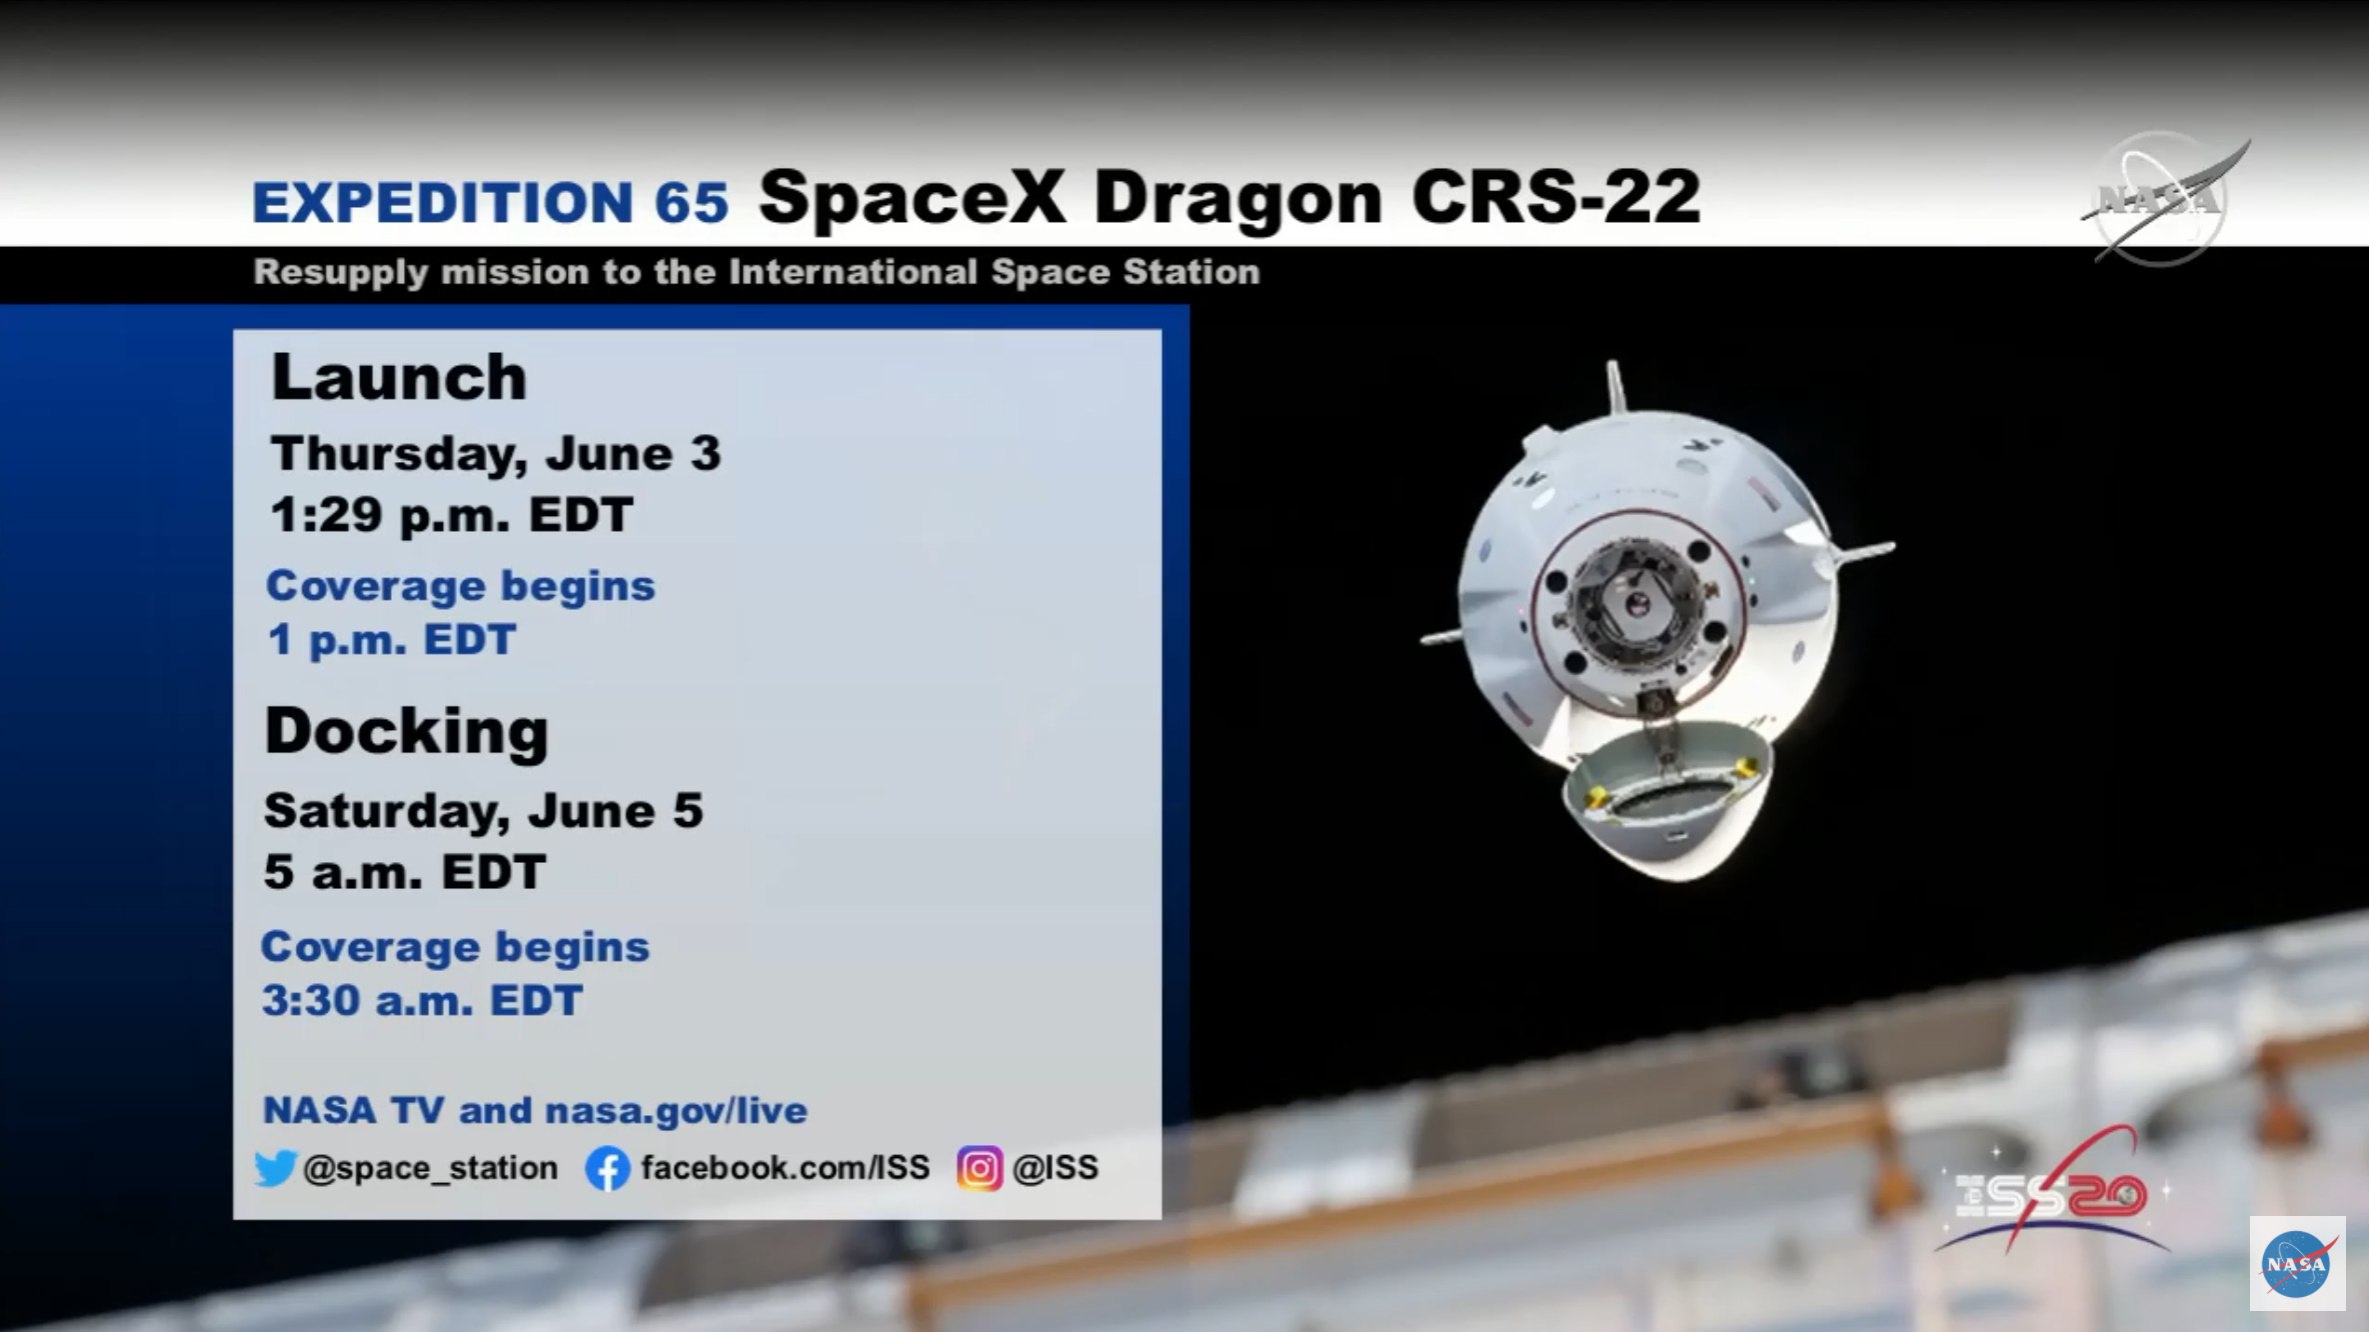 EXPEDITION 65 SpaceX Dragon CRS-22
NASA
Resupply mission to the International Space Station
Launch
Thursday, June 3
1:29 p.m. EDT
Coverage begins
1 p.m. EDT
Docking
Saturday, June 5
5 a.m. EDT
Coverage begins
3:30 a.m. EDT
NASA TV and nasa.gov/live
@space_station facebook.com/ISS @ISS
ISS20
NASA